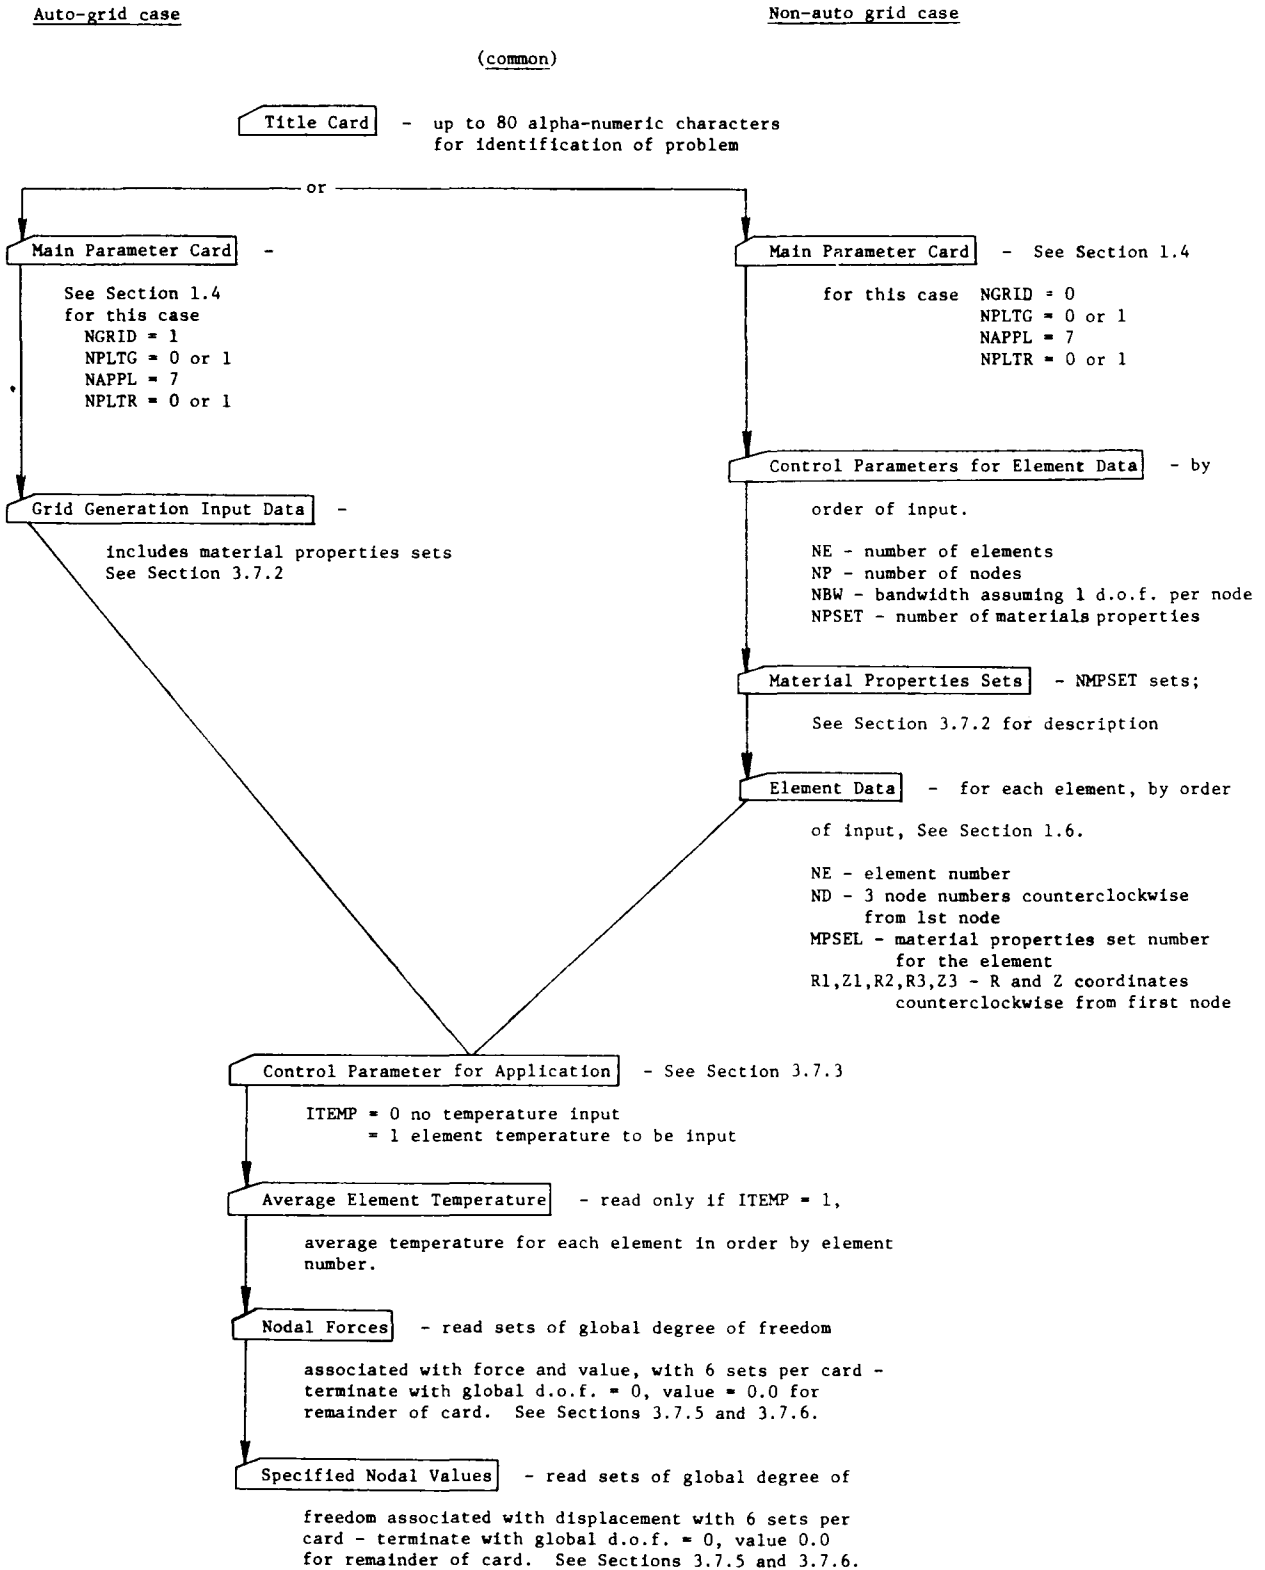 Auto-grid case
Non-auto grid case
(common)
Title Card - up to 80 alpha-numeric characters
for identification of problem
or
Main Parameter Card -
See Section 1.4
for this case
NGRID = 1
NPLTG = 0 or 1
NAPPL = 7
NPLTR = 0 or 1
Grid Generation Input Data -
includes material properties sets
See Section 3.7.2
Main Parameter Card - See Section 1.4
for this case NGRID = 0
NPLTG = 0 or 1
NAPPL = 7
NPLTR = 0 or 1
Control Parameters for Element Data - by
order of input.
NE - number of elements
NP - number of nodes
NBW - bandwidth assuming 1 d.o.f. per node
NPSET - number of materials properties
Material Properties Sets - NMPSET sets;
See Section 3.7.2 for description
Element Data - for each element, by order
of input, See Section 1.6.
NE - element number
ND - 3 node numbers counterclockwise
from 1st node
MPSEL - material properties set number
for the element
R1,Z1,R2,R3,Z3 - R and Z coordinates
counterclockwise from first node
Control Parameter for Application - See Section 3.7.3
ITEMP = 0 no temperature input
= 1 element temperature to be input
Average Element Temperature - read only if ITEMP = 1,
average temperature for each element in order by element
number.
Nodal Forces - read sets of global degree of freedom
associated with force and value, with 6 sets per card -
terminate with global d.o.f. = 0, value = 0.0 for
remainder of card. See Sections 3.7.5 and 3.7.6.
Specified Nodal Values - read sets of global degree of
freedom associated with displacement with 6 sets per
card - terminate with global d.o.f. = 0, value 0.0
for remainder of card. See Sections 3.7.5 and 3.7.6.